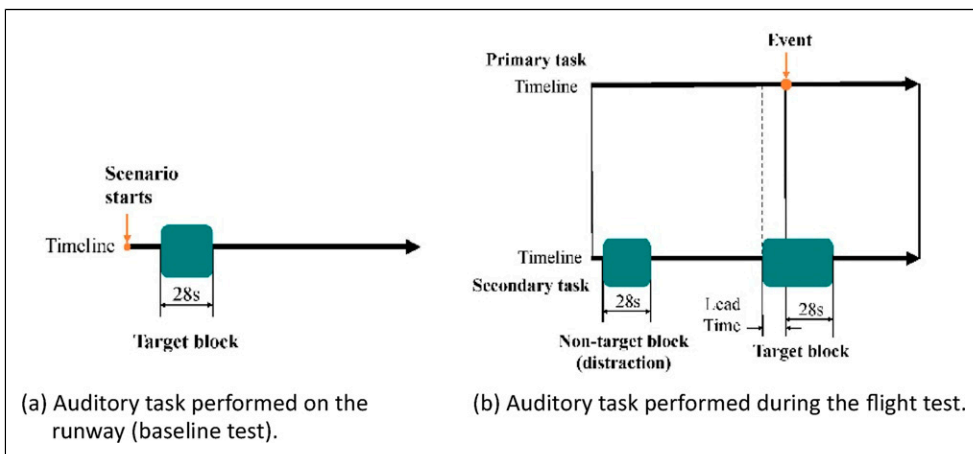 Scenario
starts
Timeline
28s
Target block
(a) Auditory task performed on the
runway (baseline test).
Event
Primary task
Timeline
Timeline
Secondary task
28s
Lead
Time
28s
Non-target block
(distraction)
Target block
(b) Auditory task performed during the flight test.